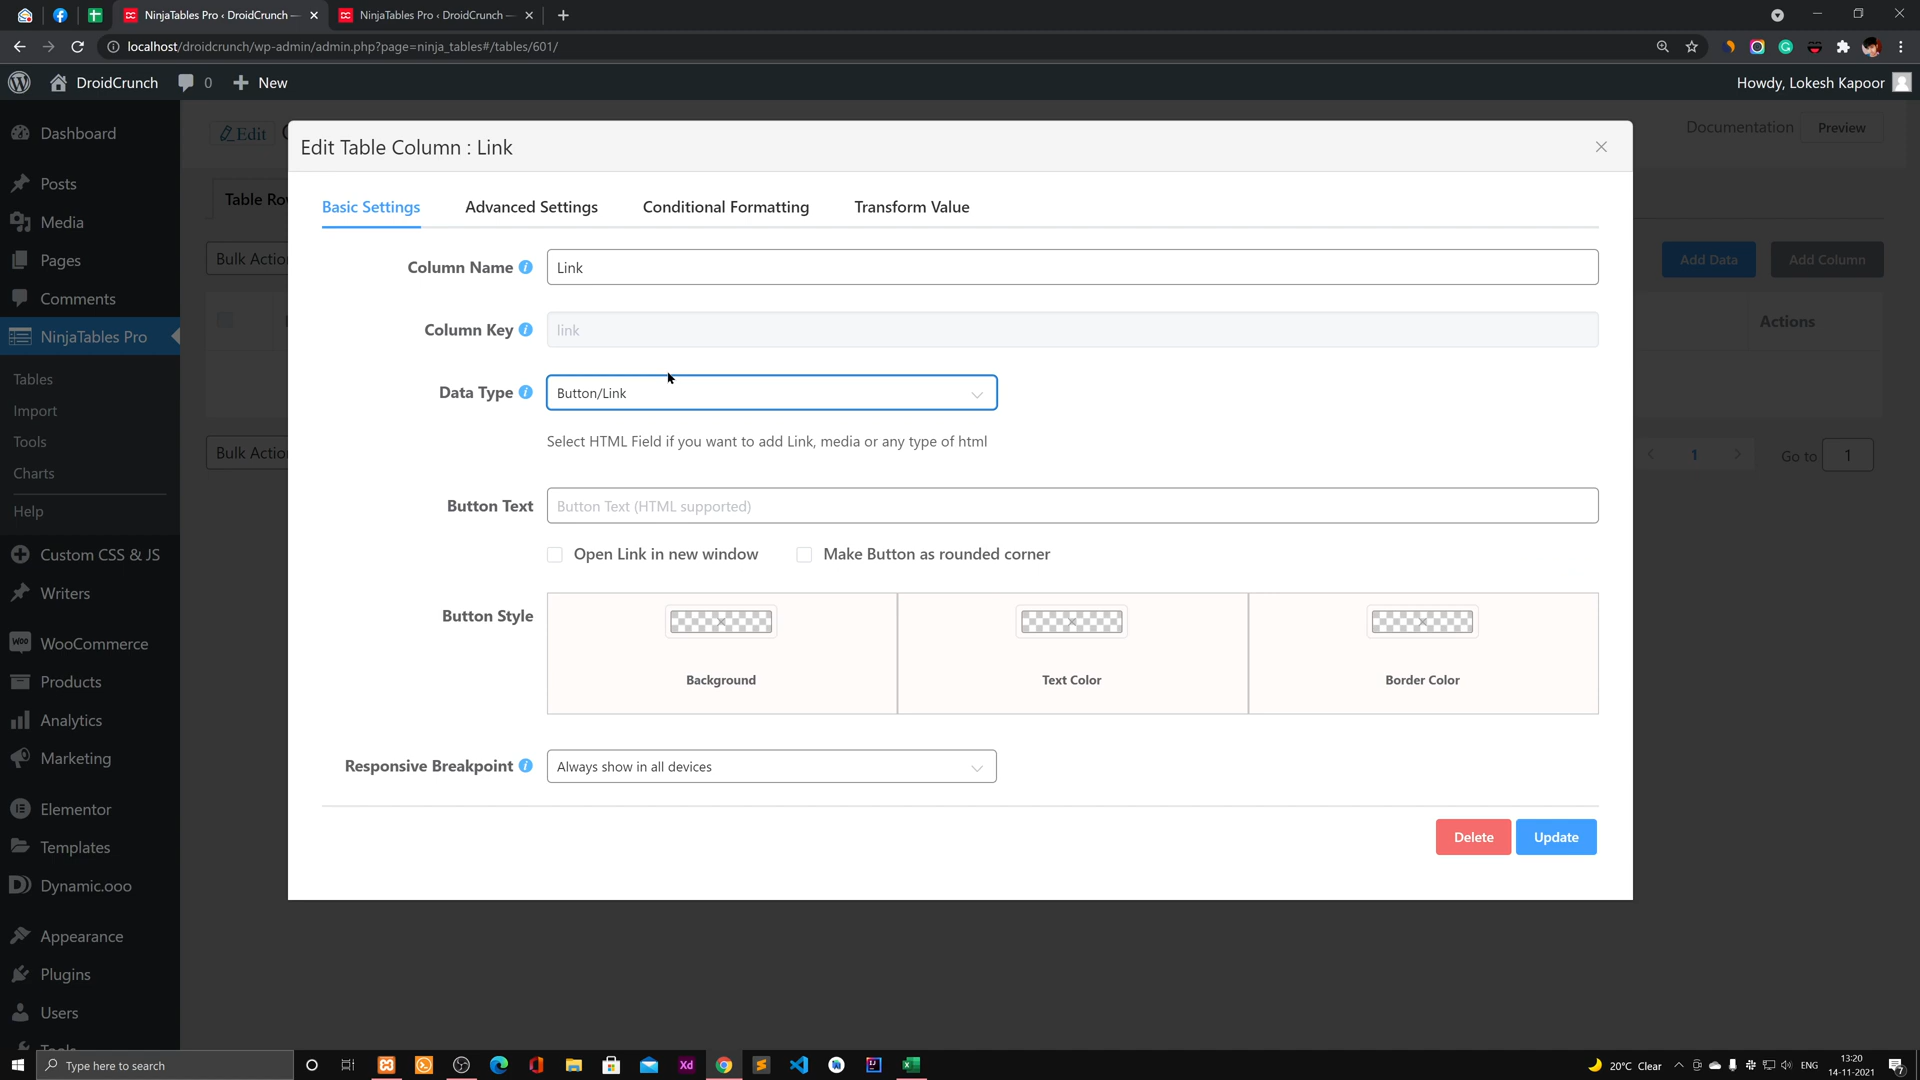 NinjaTables Pro ‹ DroidCrunch —
NinjaTables Pro ‹ DroidCrunch —
localhost/droidcrunch/wp-admin/admin.php?page=ninja_tables#/tables/601/
DroidCrunch
0
New
Howdy, Lokesh Kapoor
Dashboard
Posts
Media
Pages
Comments
NinjaTables Pro
Tables
Import
Tools
Charts
Help
Custom CSS & JS
Writers
WooCommerce
Products
Analytics
Marketing
Elementor
Templates
Dynamic.ooo
Appearance
Plugins
Users
Tools
Edit
Documentation
Preview
Table Ro
Bulk Actio
Add Data
Add Column
Actions
Bulk Actio
1
Go to
1
Edit Table Column : Link
Basic Settings
Advanced Settings
Conditional Formatting
Transform Value
Column Name
Link
Column Key
link
Data Type
Button/Link
Select HTML Field if you want to add Link, media or any type of html
Button Text
Button Text (HTML supported)
Open Link in new window
Make Button as rounded corner
Button Style
Background
Text Color
Border Color
Responsive Breakpoint
Always show in all devices
Delete
Update
Type here to search
Xd
20°C Clear
ENG
13:20
14-11-2021
7